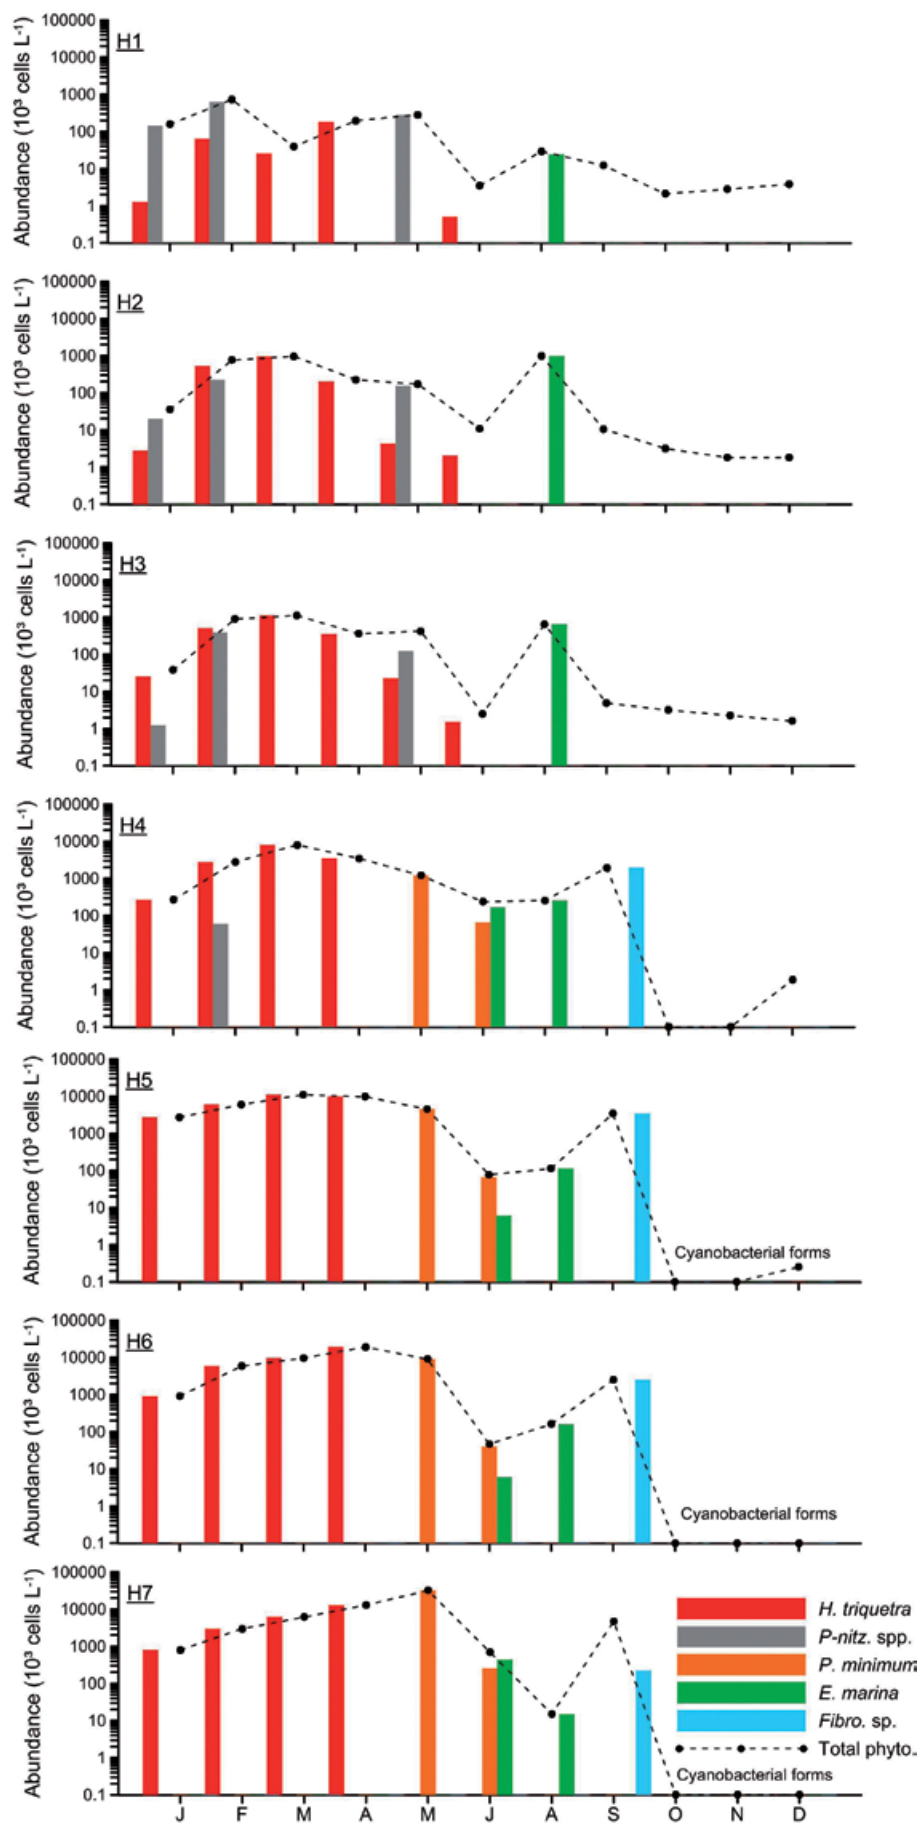 Abundance (10³ cells L⁻¹)
H1
100000
10000
1000
100
10
1
0.1
Abundance (10³ cells L⁻¹)
H2
100000
10000
1000
100
10
1
0.1
Abundance (10³ cells L⁻¹)
H3
100000
10000
1000
100
10
1
0.1
Abundance (10³ cells L⁻¹)
H4
100000
10000
1000
100
10
1
0.1
Abundance (10³ cells L⁻¹)
H5
100000
10000
1000
100
10
1
0.1
Cyanobacterial forms
Abundance (10³ cells L⁻¹)
H6
100000
10000
1000
100
10
1
0.1
Cyanobacterial forms
Abundance (10³ cells L⁻¹)
H7
100000
10000
1000
100
10
1
0.1
H. triquetra
P-nitz. spp.
P. minimum
E. marina
Fibro. sp.
Total phyto.
Cyanobacterial forms
J F M A M J A S O N D